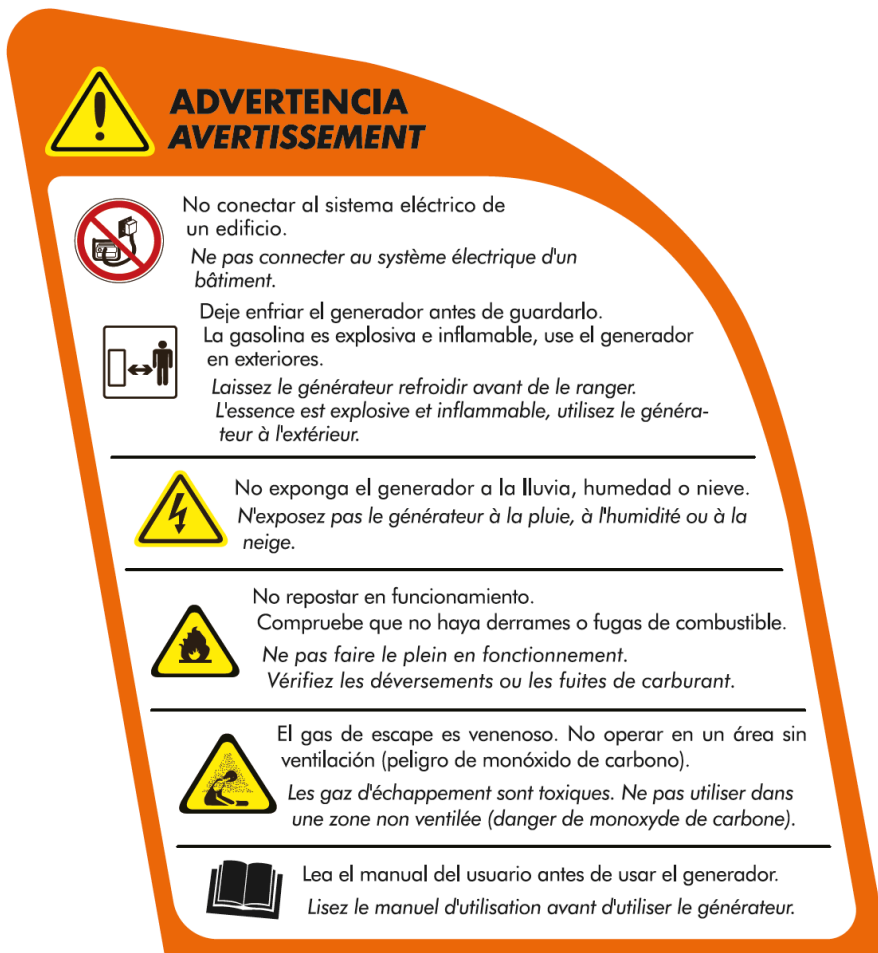 ADVERTENCIA
AVERTISSEMENT
No conectar al sistema eléctrico de
un edificio.
Ne pas connecter au système électrique d'un
bâtiment.
Deje enfriar el generador antes de guardarlo.
La gasolina es explosiva e inflamable, use el generador
en exteriores.
Laissez le générateur refroidir avant de le ranger.
L'essence est explosive et inflammable, utilisez le généra-
teur à l'extérieur.
No exponga el generador a la lluvia, humedad o nieve.
N'exposez pas le générateur à la pluie, à l'humidité ou à la
neige.
No repostar en funcionamiento.
Compruebe que no haya derrames o fugas de combustible.
Ne pas faire le plein en fonctionnement.
Vérifiez les déversements ou les fuites de carburant.
El gas de escape es venenoso. No operar en un área sin
ventilación (peligro de monóxido de carbono).
Les gaz d'échappement sont toxiques. Ne pas utiliser dans
une zone non ventilée (danger de monoxyde de carbone).
Lea el manual del usuario antes de usar el generador.
Lisez le manuel d'utilisation avant d'utiliser le générateur.